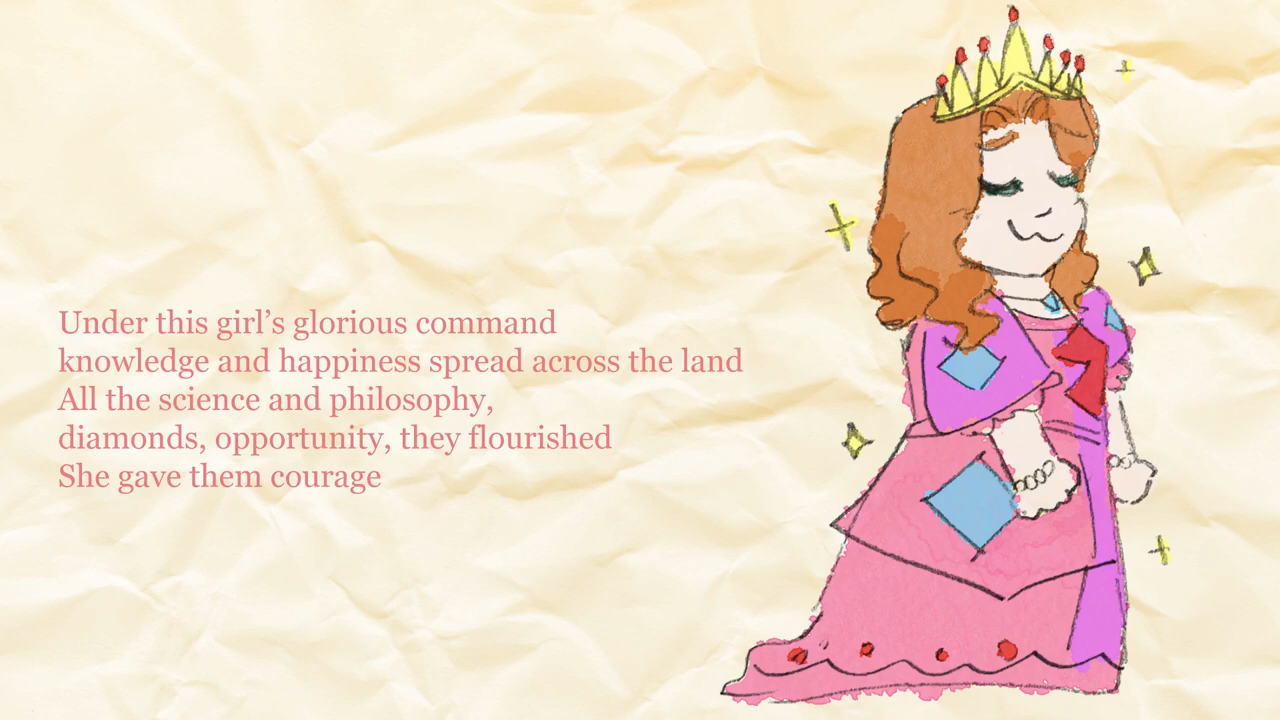 Under this girl’s glorious command
knowledge and happiness spread across the land
All the science and philosophy,
diamonds, opportunity, they flourished
She gave them courage